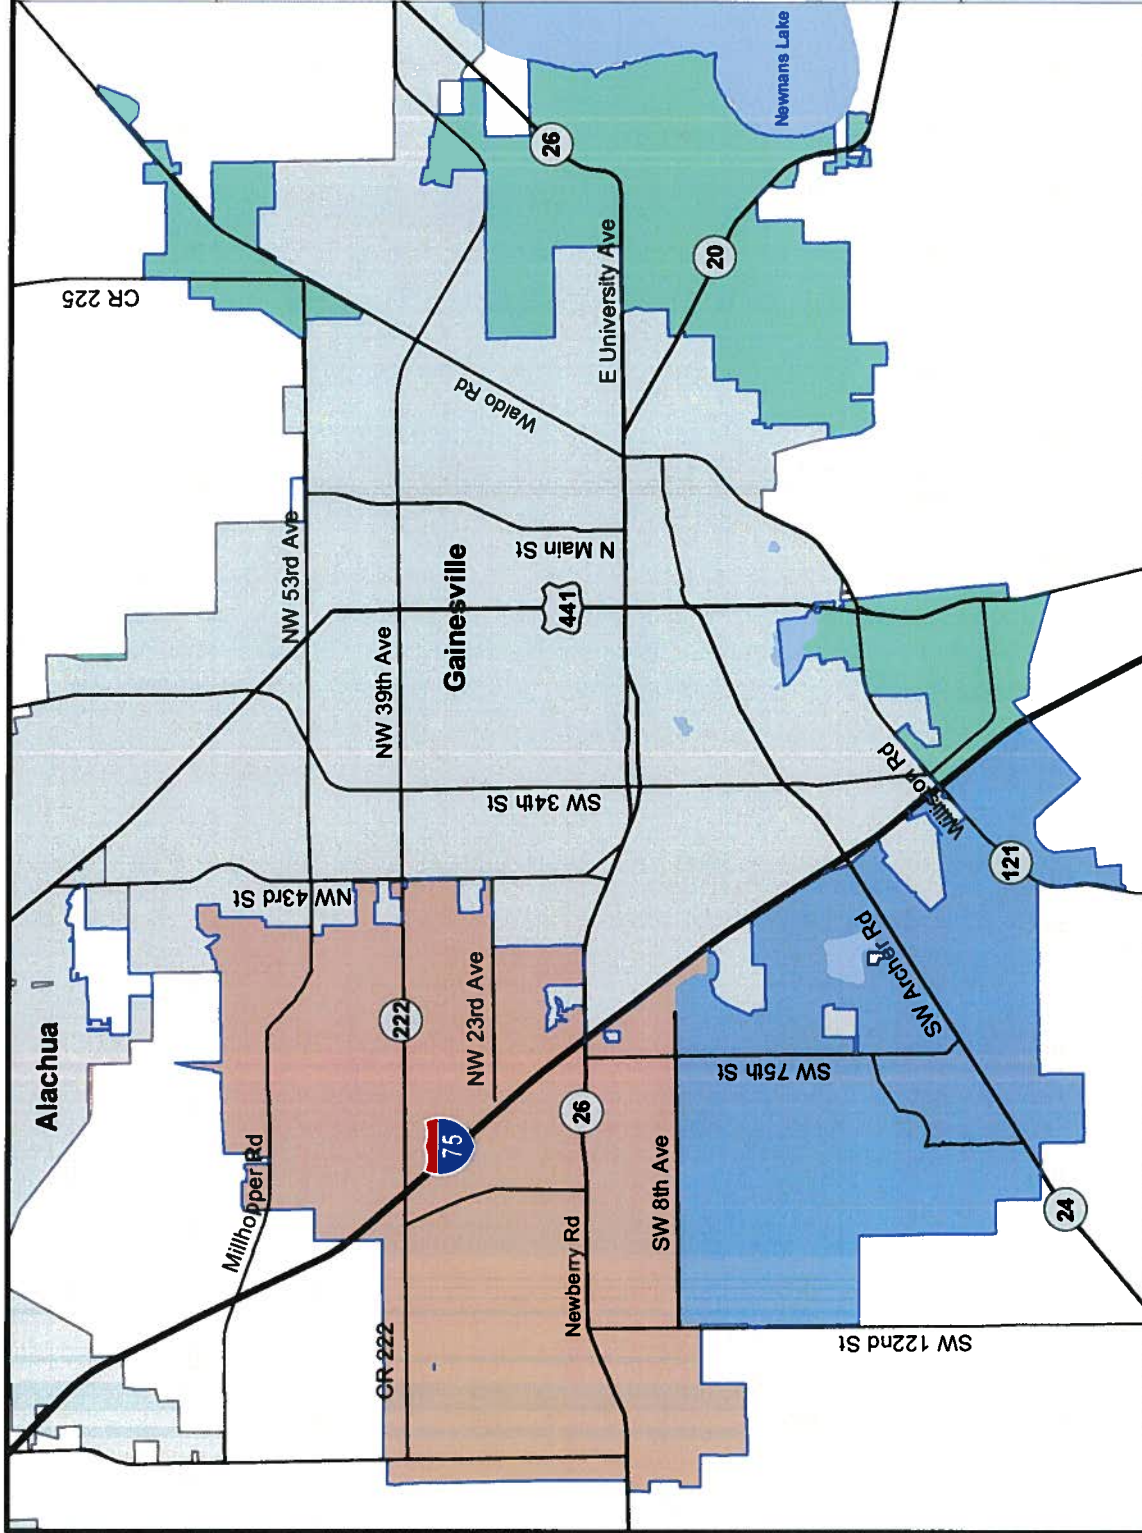 Newmans Lake
26
20
CR 225
E University Ave
Waldo Rd
NW 53rd Ave
N Main St
Gainesville
441
NW 39th Ave
SW 34th St
Williston Rd
121
NW 43rd St
Alachua
222
NW 23rd Ave
SW Archer Rd
SW 75th St
75
26
Millhopper Rd
SW 8th Ave
24
Newberry Rd
CR 222
SW 122nd St